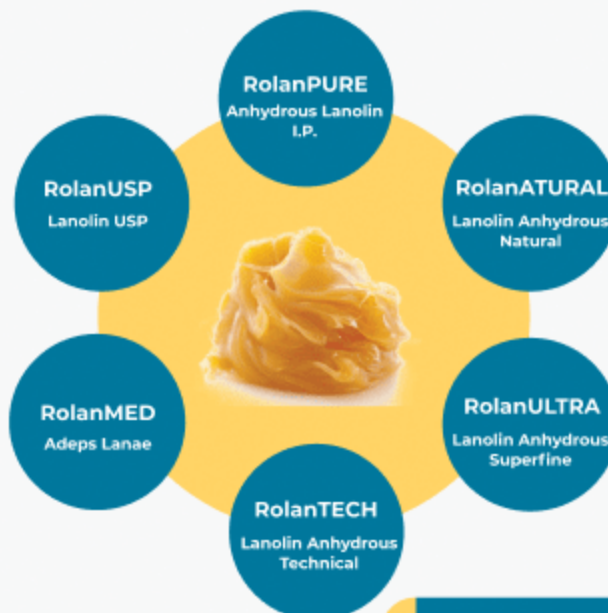 RolanPURE
Anhydrous Lanolin
I.P.
RolanUSP
Lanolin USP
RolanATURAL
Lanolin Anhydrous
Natural
RolanMED
Adeps Lanae
RolanULTRA
Lanolin Anhydrous
Superfine
RolanTECH
Lanolin Anhydrous
Technical